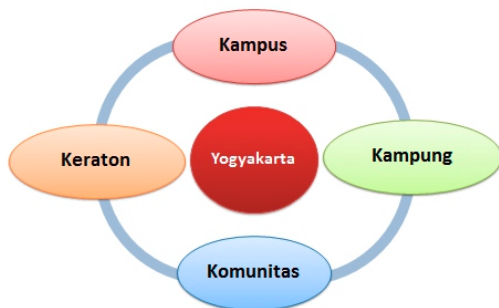 Kampus
Keraton
Yogyakarta
Kampung
Komunitas